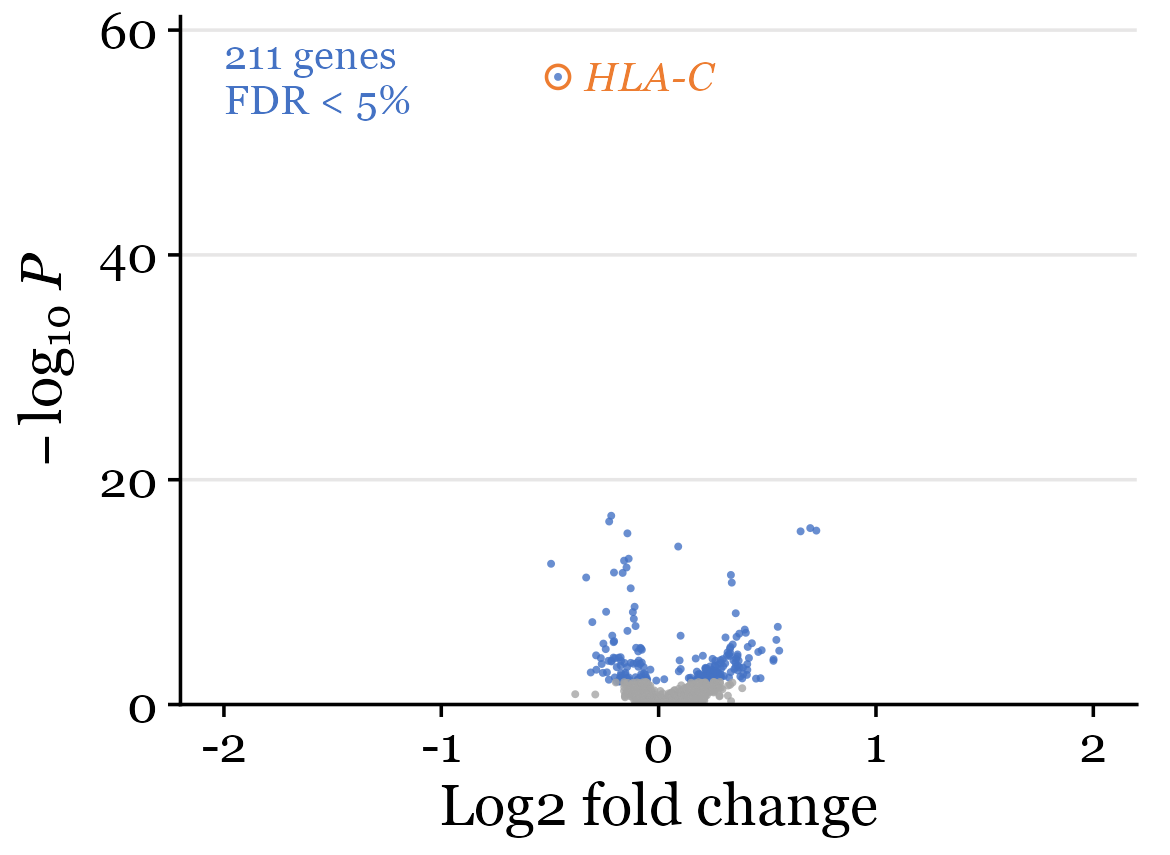 60
211 genes
FDR < 5%
HLA-C
40
20
0
−log₁₀ P
-2 -1 0 1 2
Log2 fold change